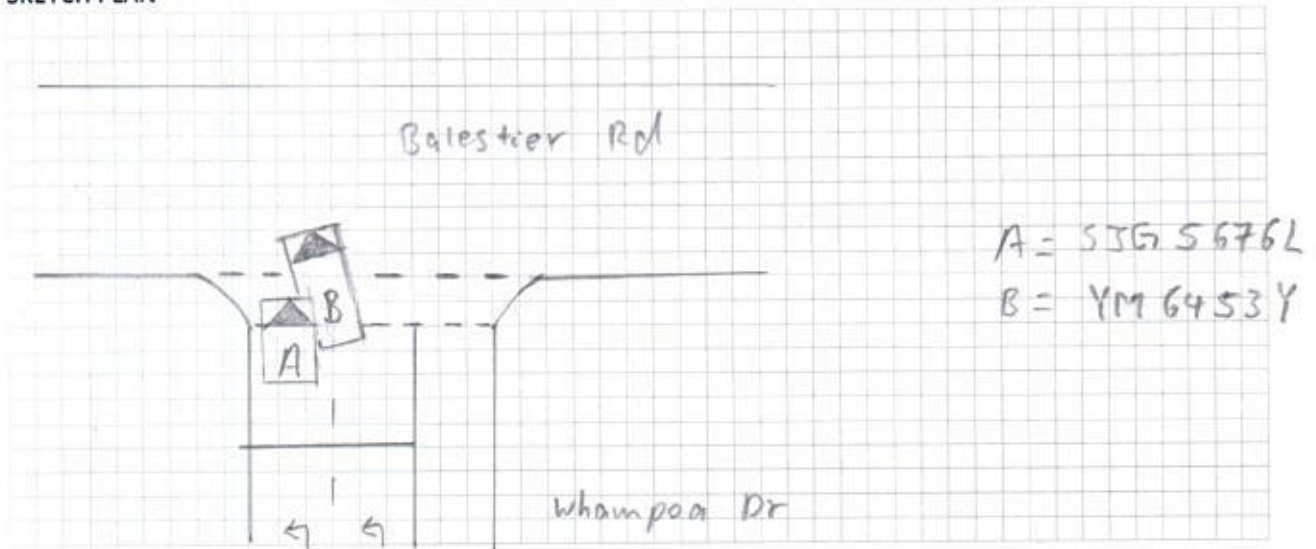 Balestier Rd
A = SJG 5676L
B = YM 6453Y
B
A
Whampoa Dr